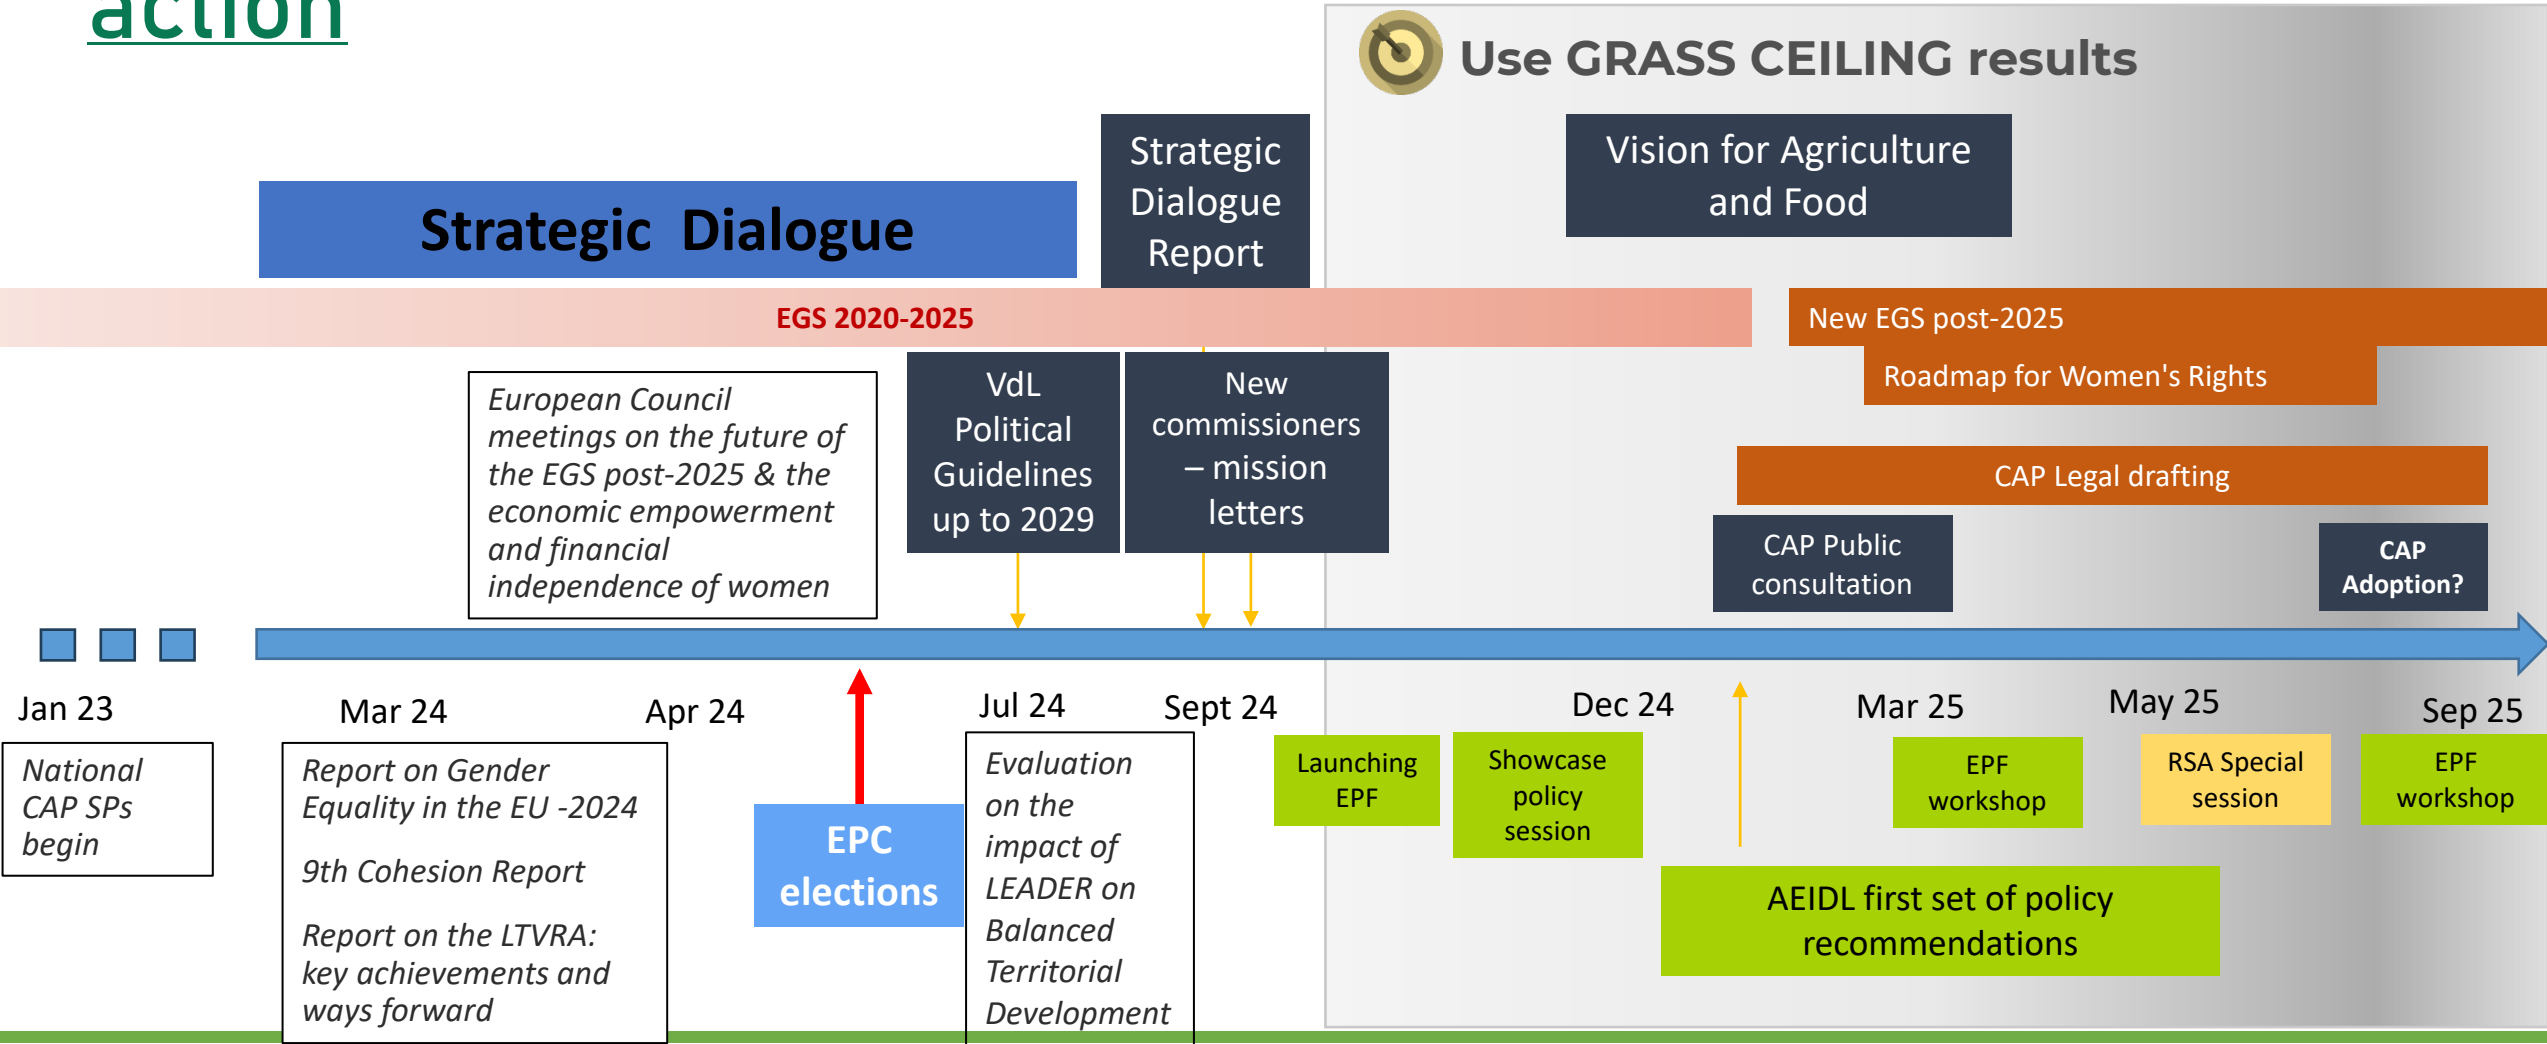 action
Use GRASS CEILING results
Strategic Dialogue
Strategic
Dialogue
Report
Vision for Agriculture
and Food
EGS 2020-2025
New EGS post-2025
Roadmap for Women's Rights
European Council
meetings on the future of
the EGS post-2025 & the
economic empowerment
and financial
independence of women
VdL
Political
Guidelines
up to 2029
New
commissioners
– mission
letters
CAP Legal drafting
CAP Public
consultation
CAP
Adoption?
Jan 23
Mar 24
Apr 24
Jul 24
Sept 24
Dec 24
Mar 25
May 25
Sep 25
National
CAP SPs
begin
Report on Gender
Equality in the EU -2024
9th Cohesion Report
Report on the LTVRA:
key achievements and
ways forward
EPC
elections
Evaluation
on the
impact of
LEADER on
Balanced
Territorial
Development
Launching
EPF
Showcase
policy
session
EPF
workshop
RSA Special
session
EPF
workshop
AEIDL first set of policy
recommendations